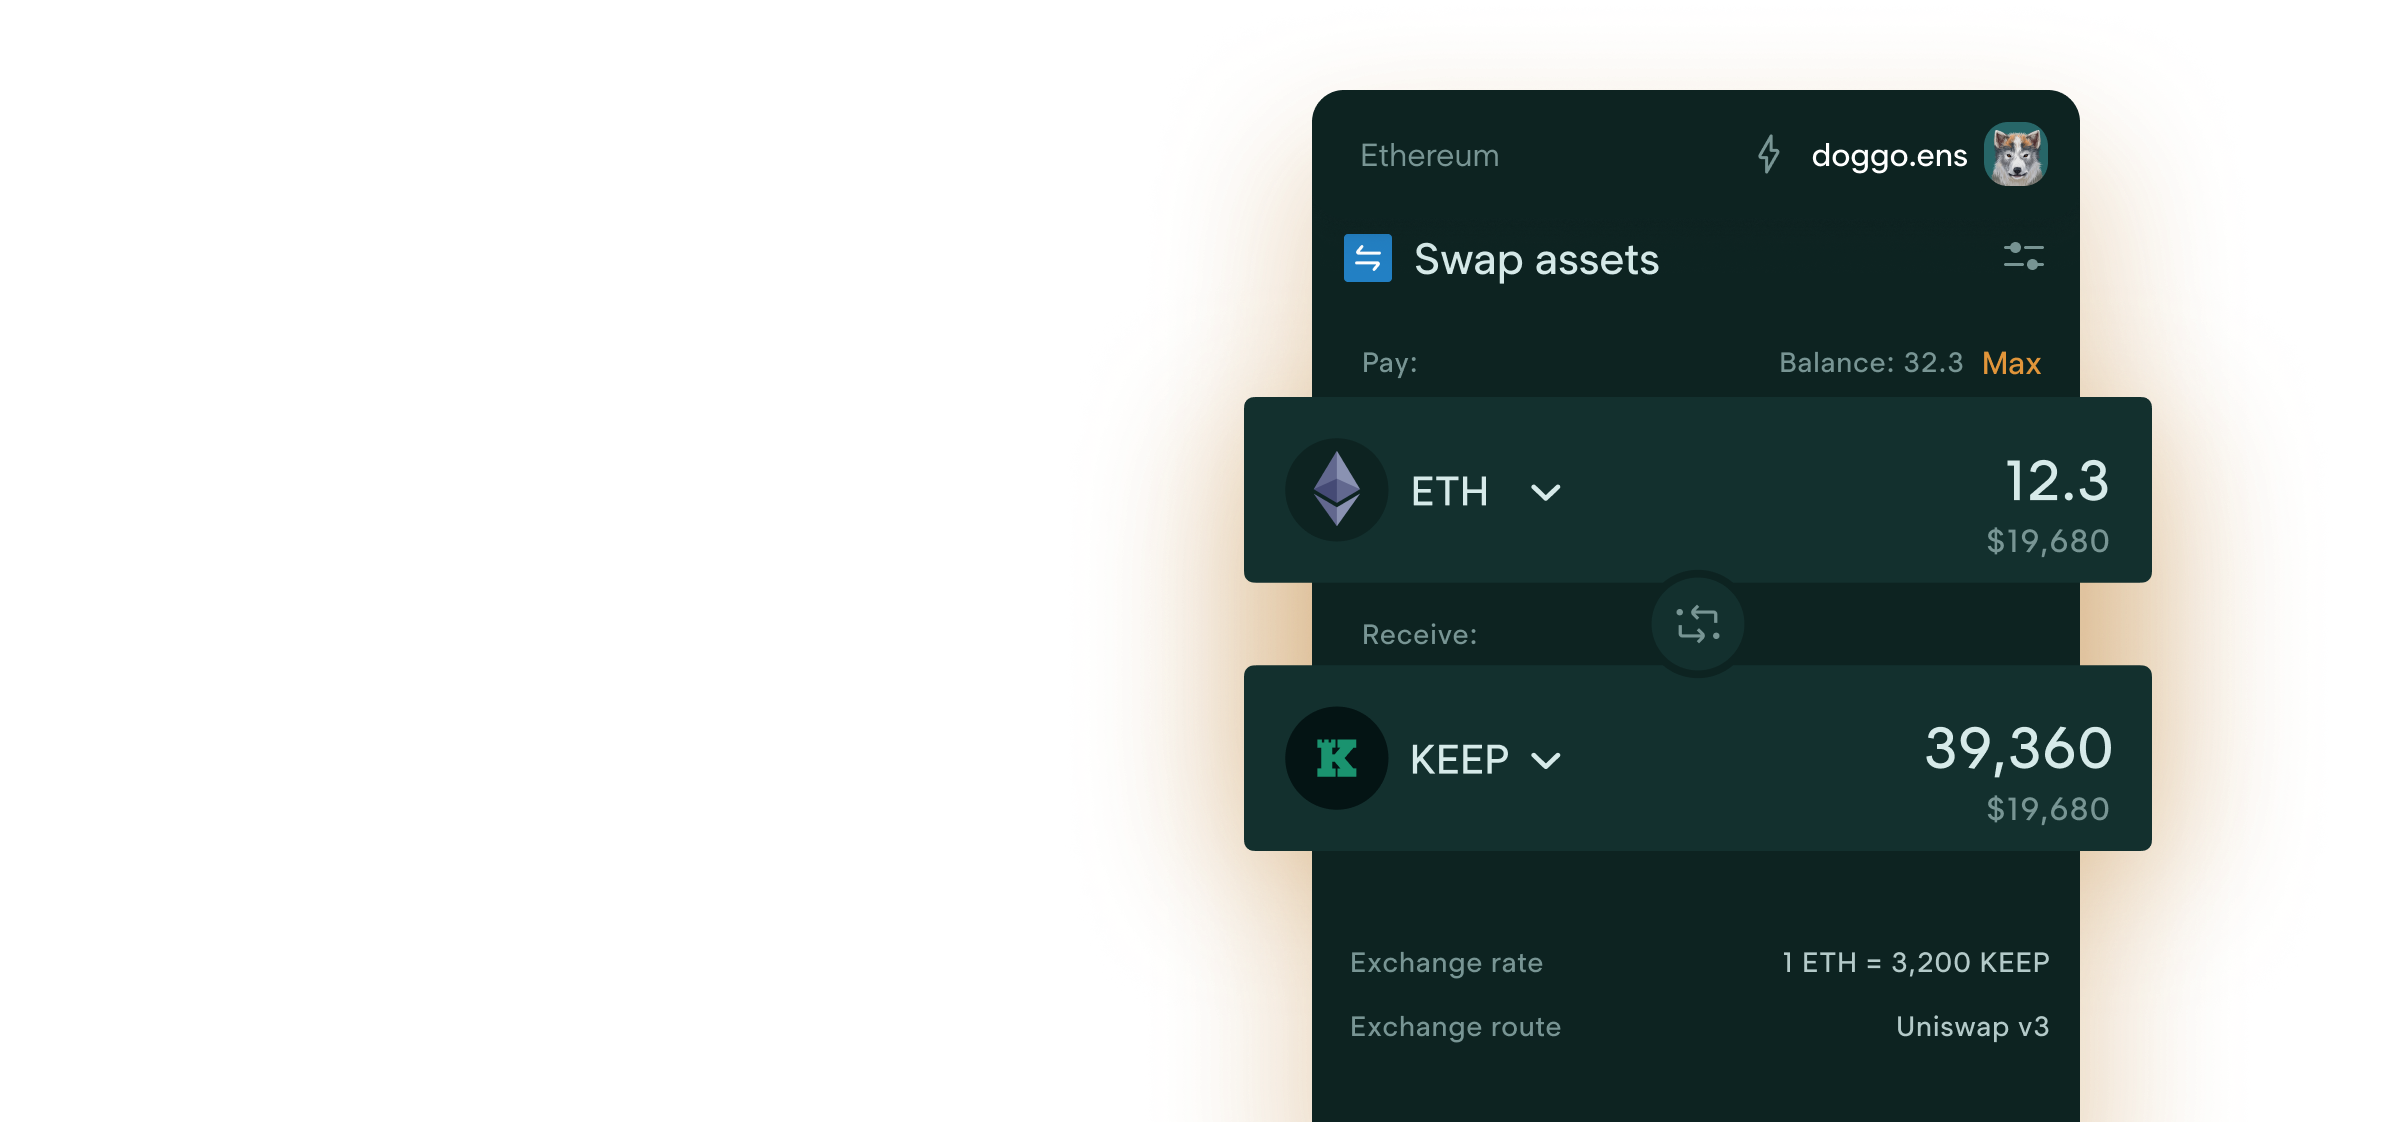 Ethereum doggo.ens
Swap assets
Pay: Balance: 32.3 Max
ETH 12.3
$19,680
Receive:
K KEEP 39,360
$19,680
Exchange rate 1 ETH = 3,200 KEEP
Exchange route Uniswap v3